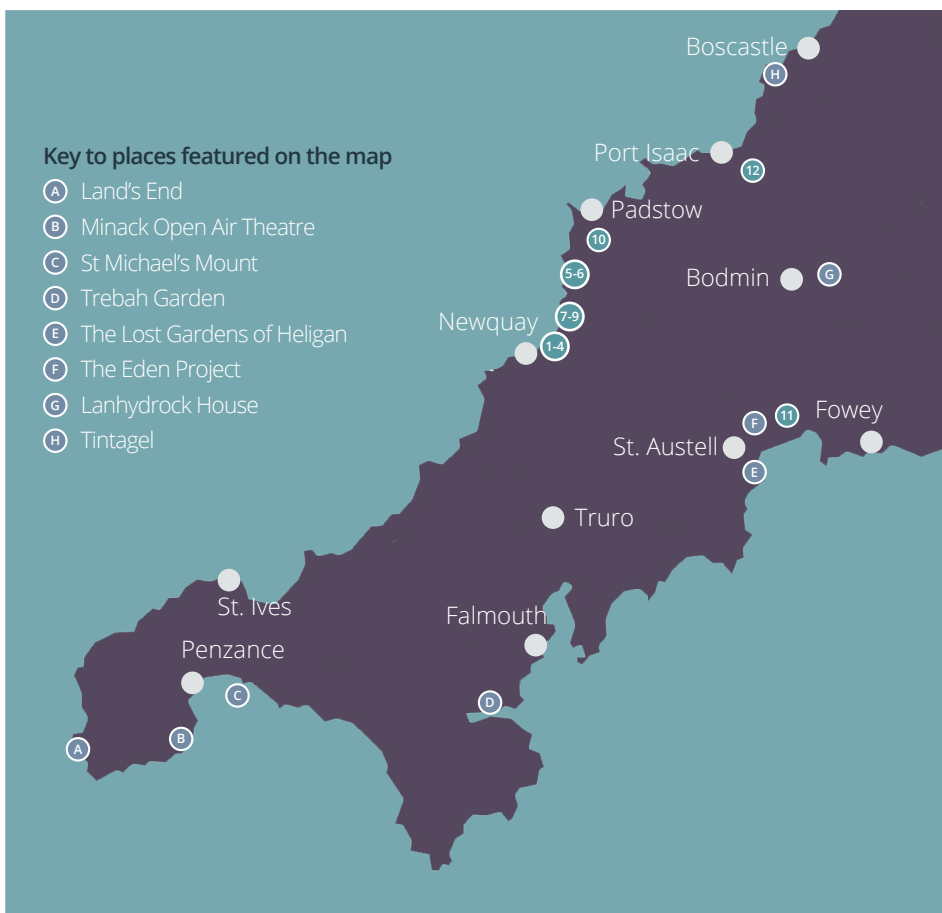 Boscastle
H
Key to places featured on the map
A Land's End
B Minack Open Air Theatre
C St Michael's Mount
D Trebah Garden
E The Lost Gardens of Heligan
F The Eden Project
G Lanhydrock House
H Tintagel
Port Isaac
12
Padstow
10
5-6
Bodmin
G
7-9
Newquay
1-4
F
11
Fowey
St. Austell
E
Truro
St. Ives
Falmouth
Penzance
C
D
B
A